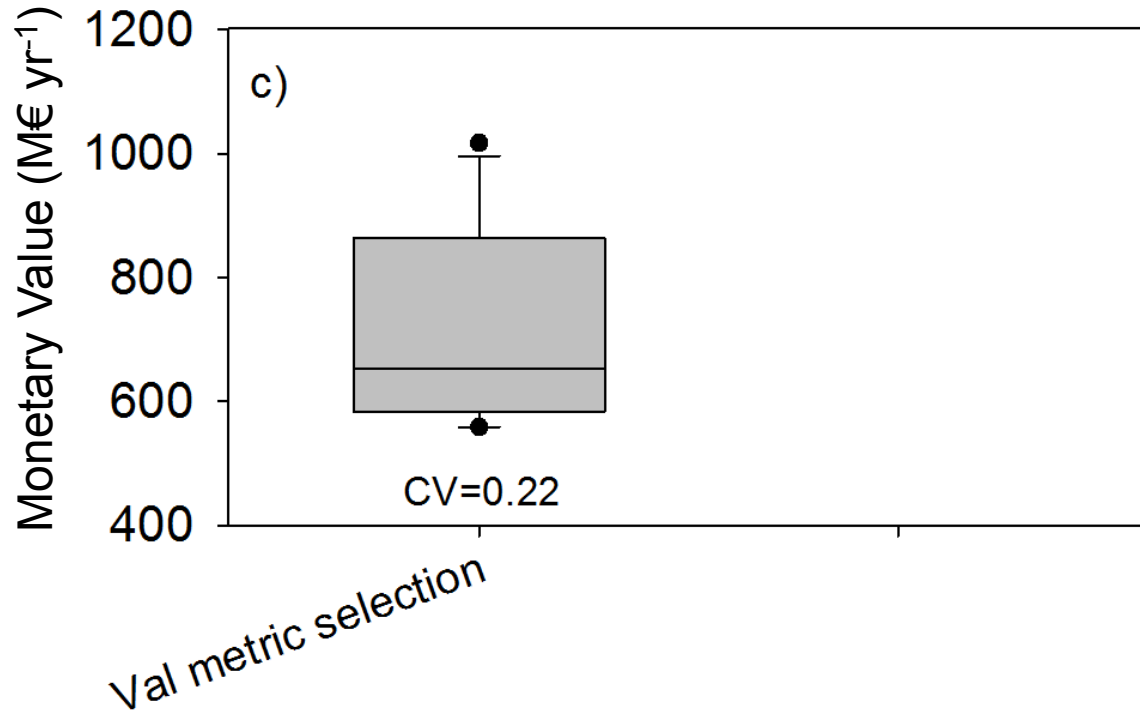 Monetary Value (M€ yr-1)
1200
1000
800
600
400
c)
CV=0.22
Val metric selection